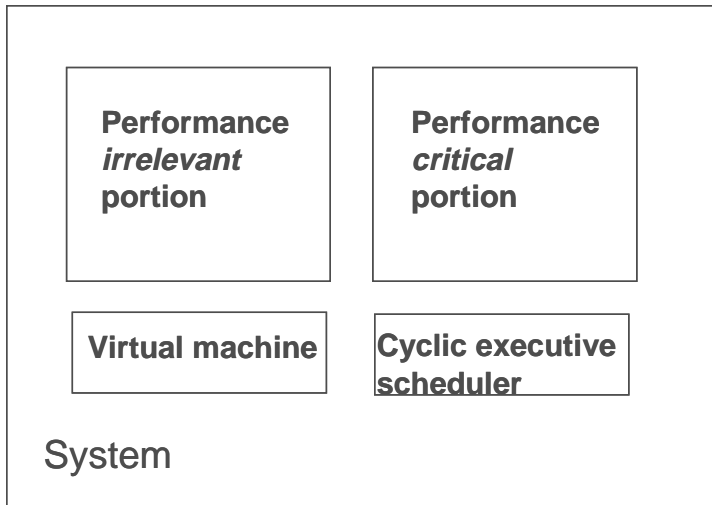 Performance
irrelevant
portion
Performance
critical
portion
Virtual machine
Cyclic executive
scheduler
System